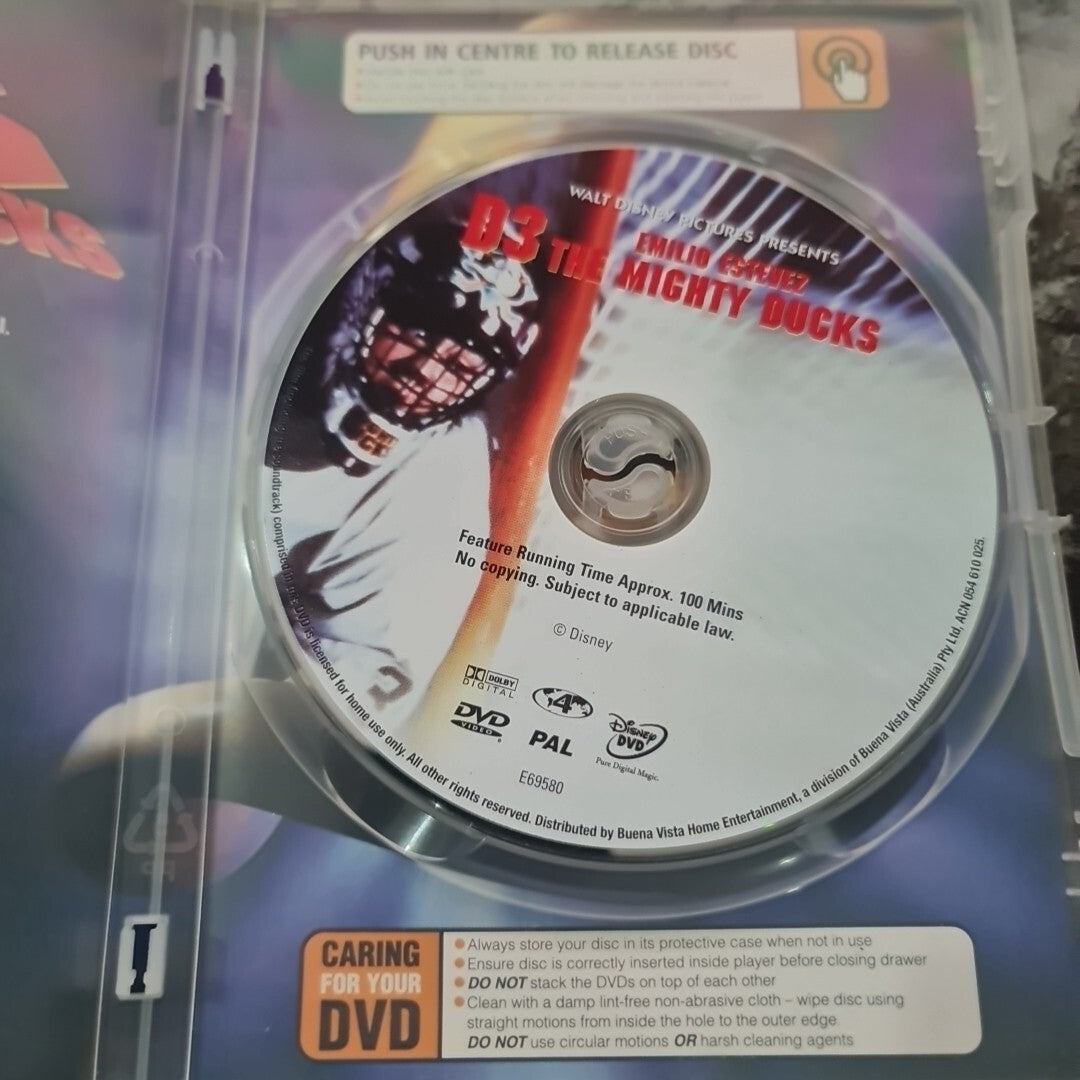 PUSH IN CENTRE TO RELEASE DISC
WALT DISNEY PICTURES PRESENTS
EMILIO ESTEVEZ
D3 THE MIGHTY DUCKS
PUSH
Feature Running Time Approx. 100 Mins
No copying. Subject to applicable law.
© Disney
DOLBY
DIGITAL
4
DVD
VIDEO
PAL
DISNEY
DVD
Pure Digital Magic.
E69580
soundtrack) comprised in this DVD is licensed for home use only. All other rights reserved. Distributed by Buena Vista Home Entertainment, a division of Buena Vista (Australia) Pty Ltd, ACN 054 610 025.
CARING
FOR YOUR
DVD
• Always store your disc in its protective case when not in use
• Ensure disc is correctly inserted inside player before closing drawer
• DO NOT stack the DVDs on top of each other
• Clean with a damp lint-free non-abrasive cloth – wipe disc using
straight motions from inside the hole to the outer edge
DO NOT use circular motions OR harsh cleaning agents